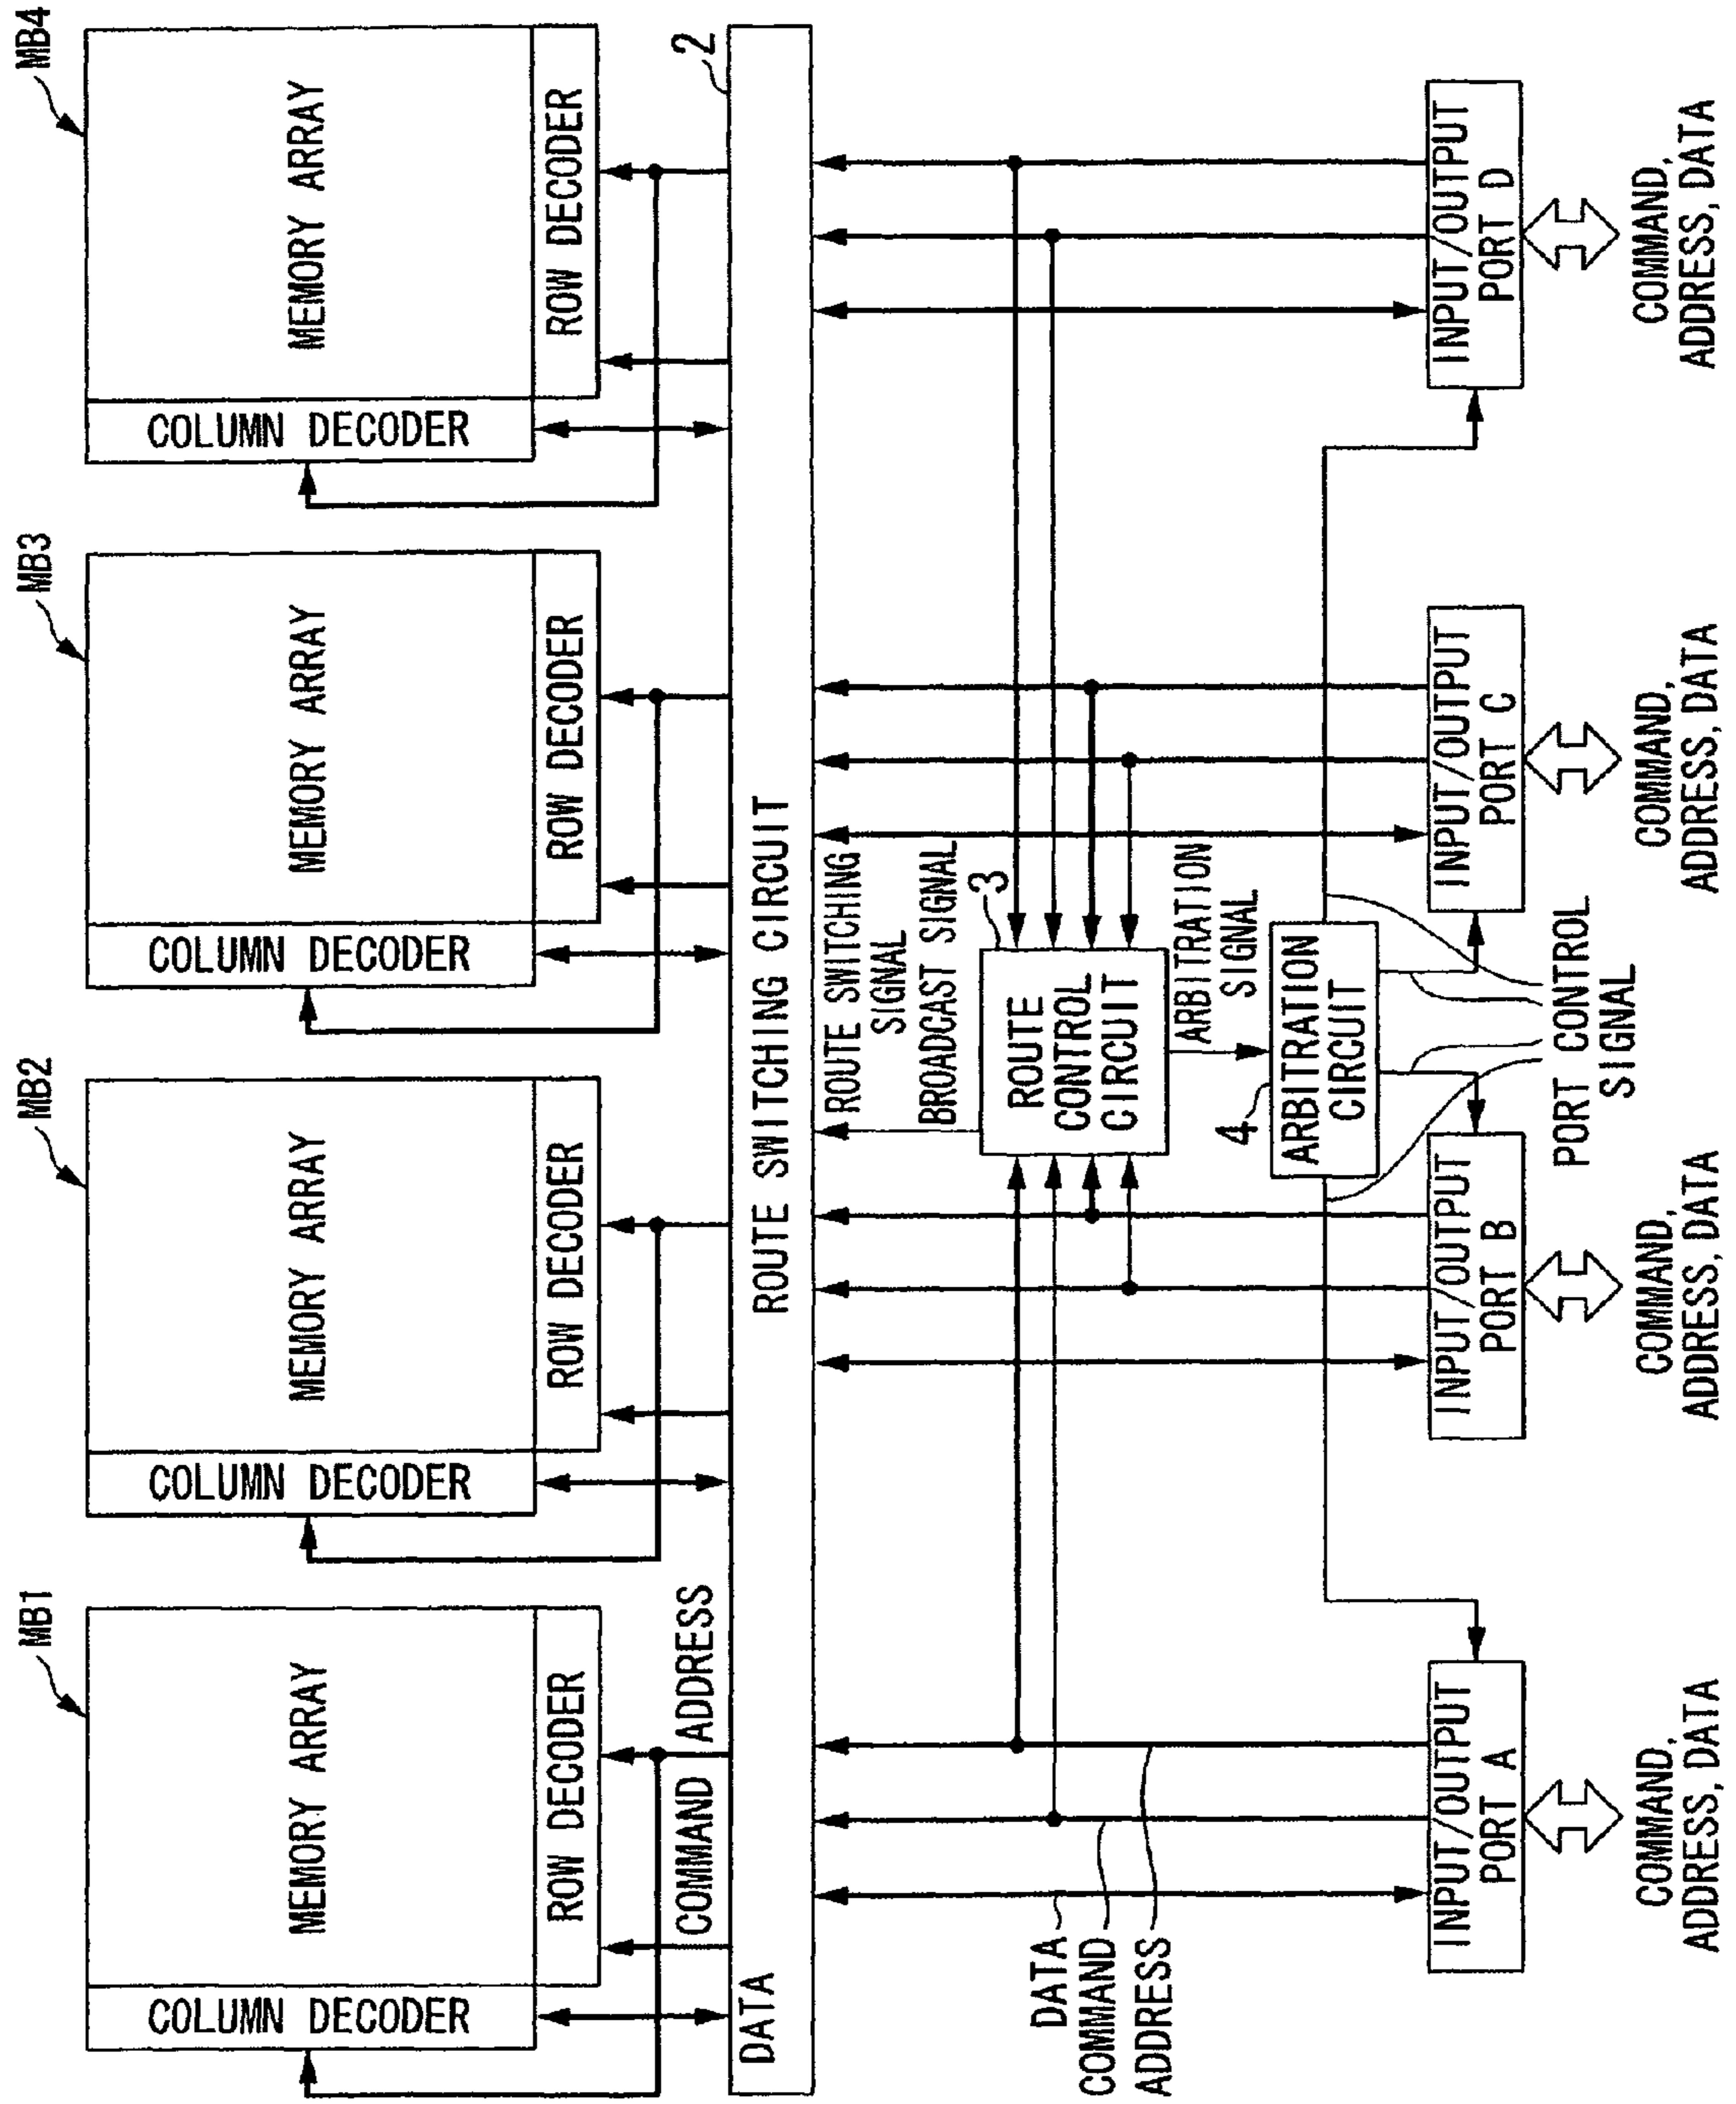 MB1
MEMORY ARRAY
COLUMN DECODER
ROW DECODER
MB2
MEMORY ARRAY
COLUMN DECODER
ROW DECODER
MB3
MEMORY ARRAY
COLUMN DECODER
ROW DECODER
MB4
MEMORY ARRAY
COLUMN DECODER
ROW DECODER
COMMAND
ADDRESS
2
DATA
ROUTE SWITCHING CIRCUIT
ROUTE SWITCHING
SIGNAL
BROADCAST SIGNAL
3
ROUTE
CONTROL
CIRCUIT
ARBITRATION
SIGNAL
4
ARBITRATION
CIRCUIT
DATA
COMMAND
ADDRESS
INPUT/OUTPUT
PORT A
INPUT/OUTPUT
PORT B
INPUT/OUTPUT
PORT C
INPUT/OUTPUT
PORT D
PORT CONTROL
SIGNAL
COMMAND,
ADDRESS, DATA
COMMAND,
ADDRESS, DATA
COMMAND,
ADDRESS, DATA
COMMAND,
ADDRESS, DATA